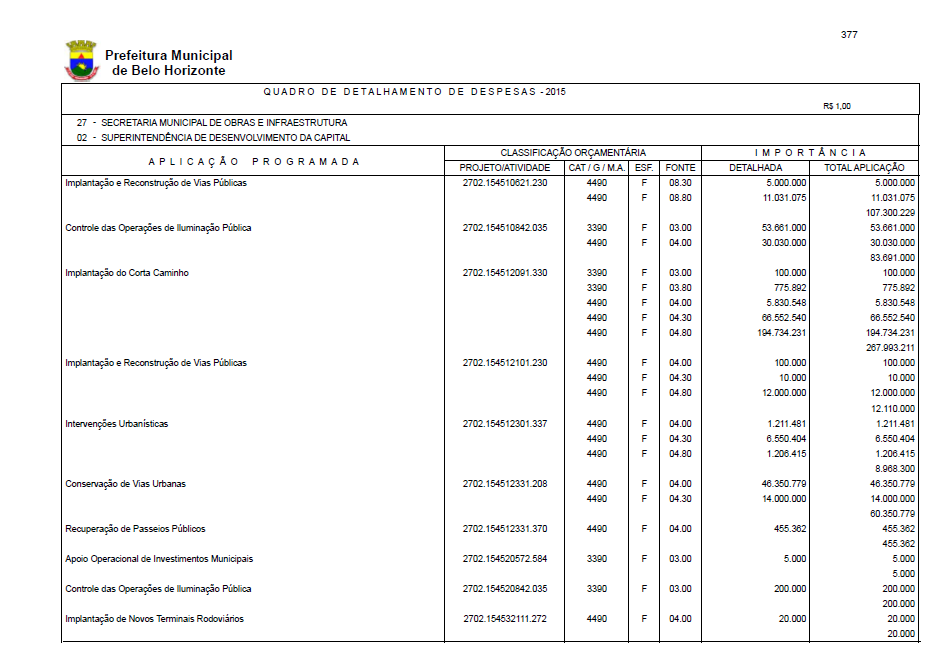 377
Prefeitura Municipal
de Belo Horizonte
QUADRO DE DETALHAMENTO DE DESPESAS - 2015
R$ 1,00
27 - SECRETARIA MUNICIPAL DE OBRAS E INFRAESTRUTURA
02 - SUPERINTENDÊNCIA DE DESENVOLVIMENTO DA CAPITAL
APLICAÇÃO PROGRAMADA CLASSIFICAÇÃO ORÇAMENTÁRIA IMPORTÂNCIA
PROJETO/ATIVIDADE CAT / G / M.A. ESF. FONTE DETALHADA TOTAL APLICAÇÃO
Implantação e Reconstrução de Vias Públicas 2702.154510621.230 4490 F 08.30 5.000.000 5.000.000
4490 F 08.80 11.031.075 11.031.075
107.300.229
Controle das Operações de Iluminação Pública 2702.154510842.035 3390 F 03.00 53.661.000 53.661.000
4490 F 04.00 30.030.000 30.030.000
83.691.000
Implantação do Corta Caminho 2702.154512091.330 3390 F 03.00 100.000 100.000
3390 F 03.80 775.892 775.892
4490 F 04.00 5.830.548 5.830.548
4490 F 04.30 66.552.540 66.552.540
4490 F 04.80 194.734.231 194.734.231
267.993.211
Implantação e Reconstrução de Vias Públicas 2702.154512101.230 4490 F 04.00 100.000 100.000
4490 F 04.30 10.000 10.000
4490 F 04.80 12.000.000 12.000.000
12.110.000
Intervenções Urbanísticas 2702.154512301.337 4490 F 04.00 1.211.481 1.211.481
4490 F 04.30 6.550.404 6.550.404
4490 F 04.80 1.206.415 1.206.415
8.968.300
Conservação de Vias Urbanas 2702.154512331.208 4490 F 04.00 46.350.779 46.350.779
4490 F 04.30 14.000.000 14.000.000
60.350.779
Recuperação de Passeios Públicos 2702.154512331.370 4490 F 04.00 455.362 455.362
455.362
Apoio Operacional de Investimentos Municipais 2702.154520572.584 3390 F 03.00 5.000 5.000
5.000
Controle das Operações de Iluminação Pública 2702.154520842.035 3390 F 03.00 200.000 200.000
200.000
Implantação de Novos Terminais Rodoviários 2702.154532111.272 4490 F 04.00 20.000 20.000
20.000